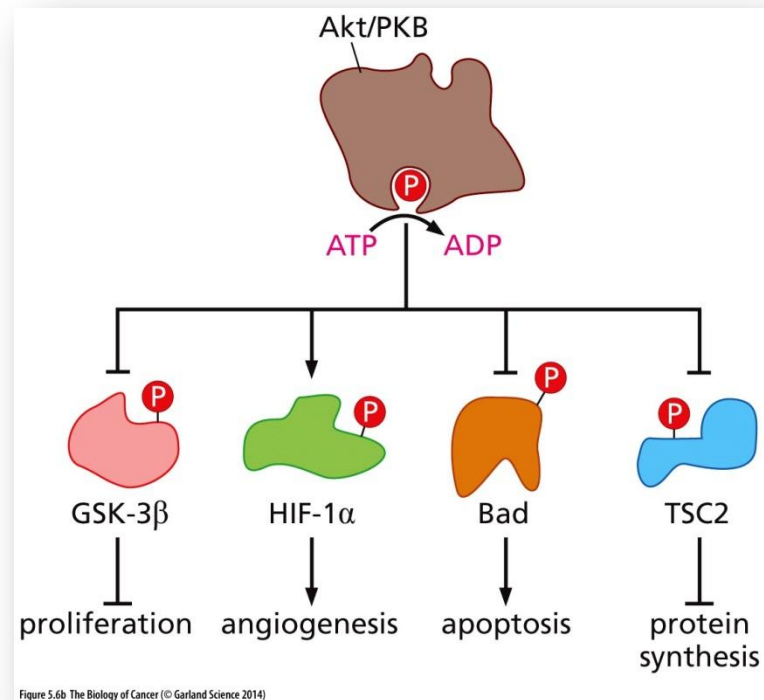 Akt/PKB
P
ATP ADP
P P P P
GSK-3β HIF-1α Bad TSC2
proliferation angiogenesis apoptosis protein
synthesis
Figure 5.6b The Biology of Cancer (© Garland Science 2014)